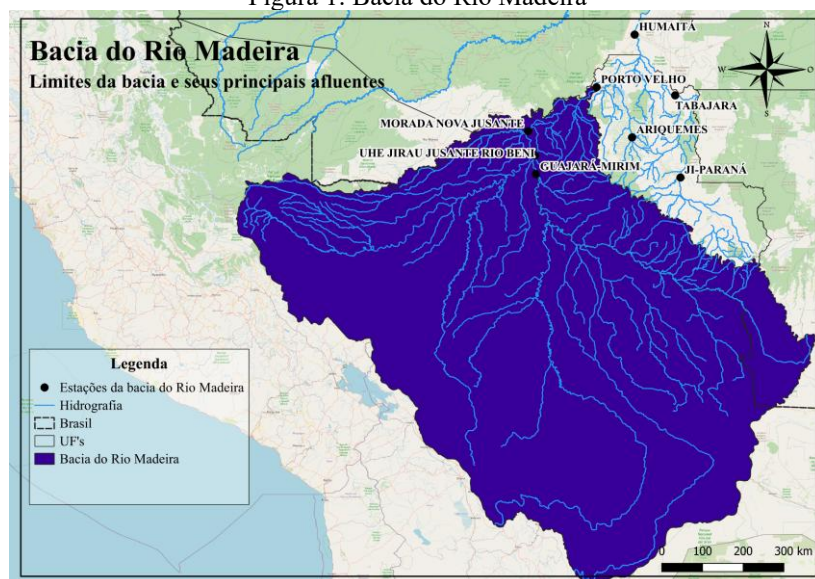 Figura 1: Bacia do Rio Madeira
Bacia do Rio Madeira
Limites da bacia e seus principais afluentes
HUMAITÁ
N
W
O
S
PORTO VELHO
TABAJARA
MORADA NOVA JUSANTE
ARIQUEMES
UHE JIRAU JUSANTE RIO BENI
GUAJARÁ-MIRIM
JI-PARANÁ
Legenda
Estações da bacia do Rio Madeira
Hidrografia
Brasil
UF's
Bacia do Rio Madeira
0 100 200 300 km